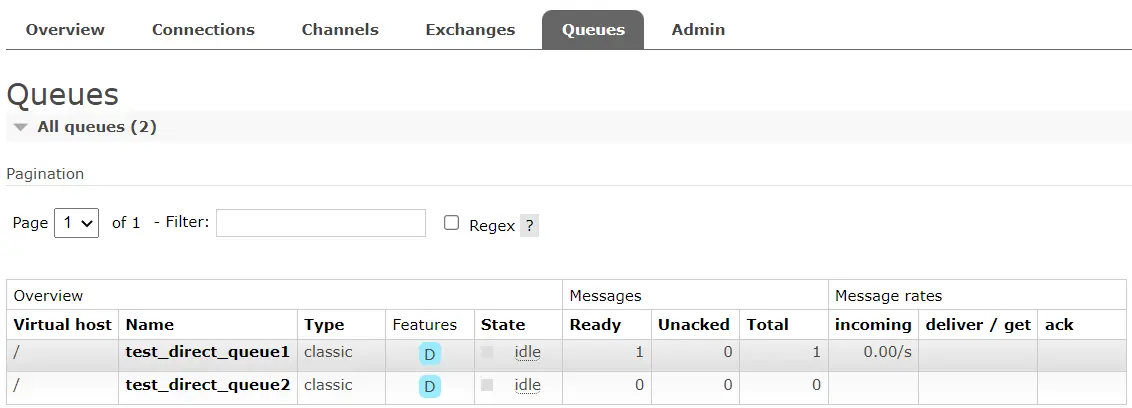 Overview Connections Channels Exchanges Queues Admin
Queues
All queues (2)
Pagination
Page 1 of 1 - Filter: Regex ?
Overview Messages Message rates
Virtual host Name Type Features State Ready Unacked Total incoming deliver / get ack
/ test_direct_queue1 classic D idle 1 0 1 0.00/s
/ test_direct_queue2 classic D idle 0 0 0